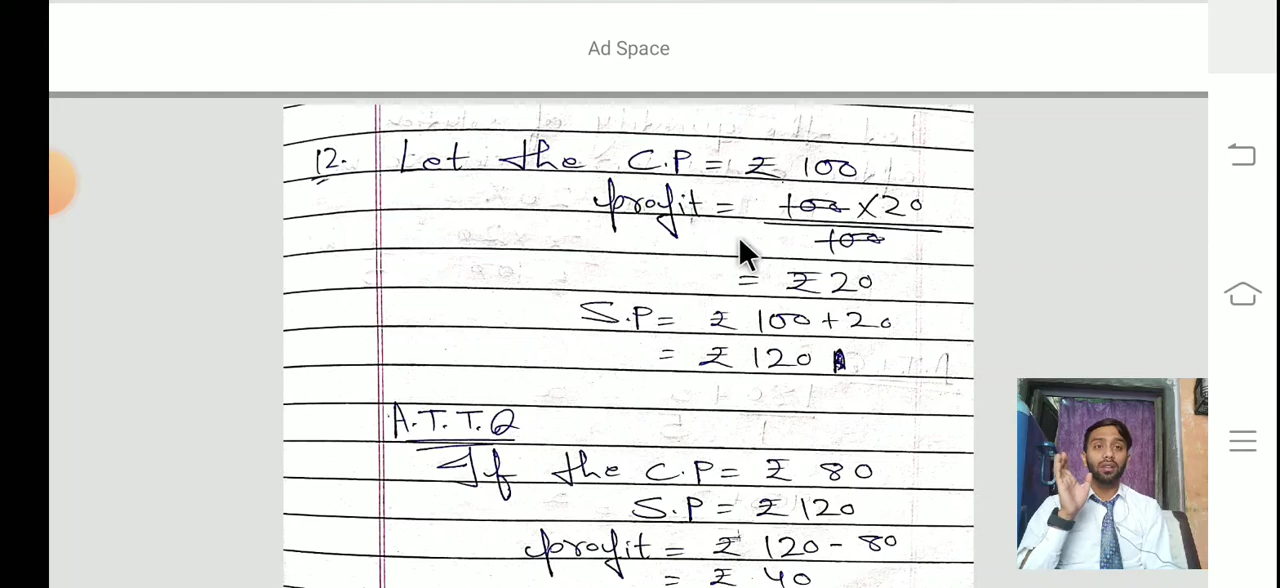 Ad Space
12. Let the C.P = ₹ 100
profit = 100 × 20
100
= ₹ 20
S.P = ₹ 100 + 20
= ₹ 120
A.T.T.Q
If the C.P = ₹ 80
S.P = ₹ 120
profit = ₹ 120 - 80
= ₹ 40